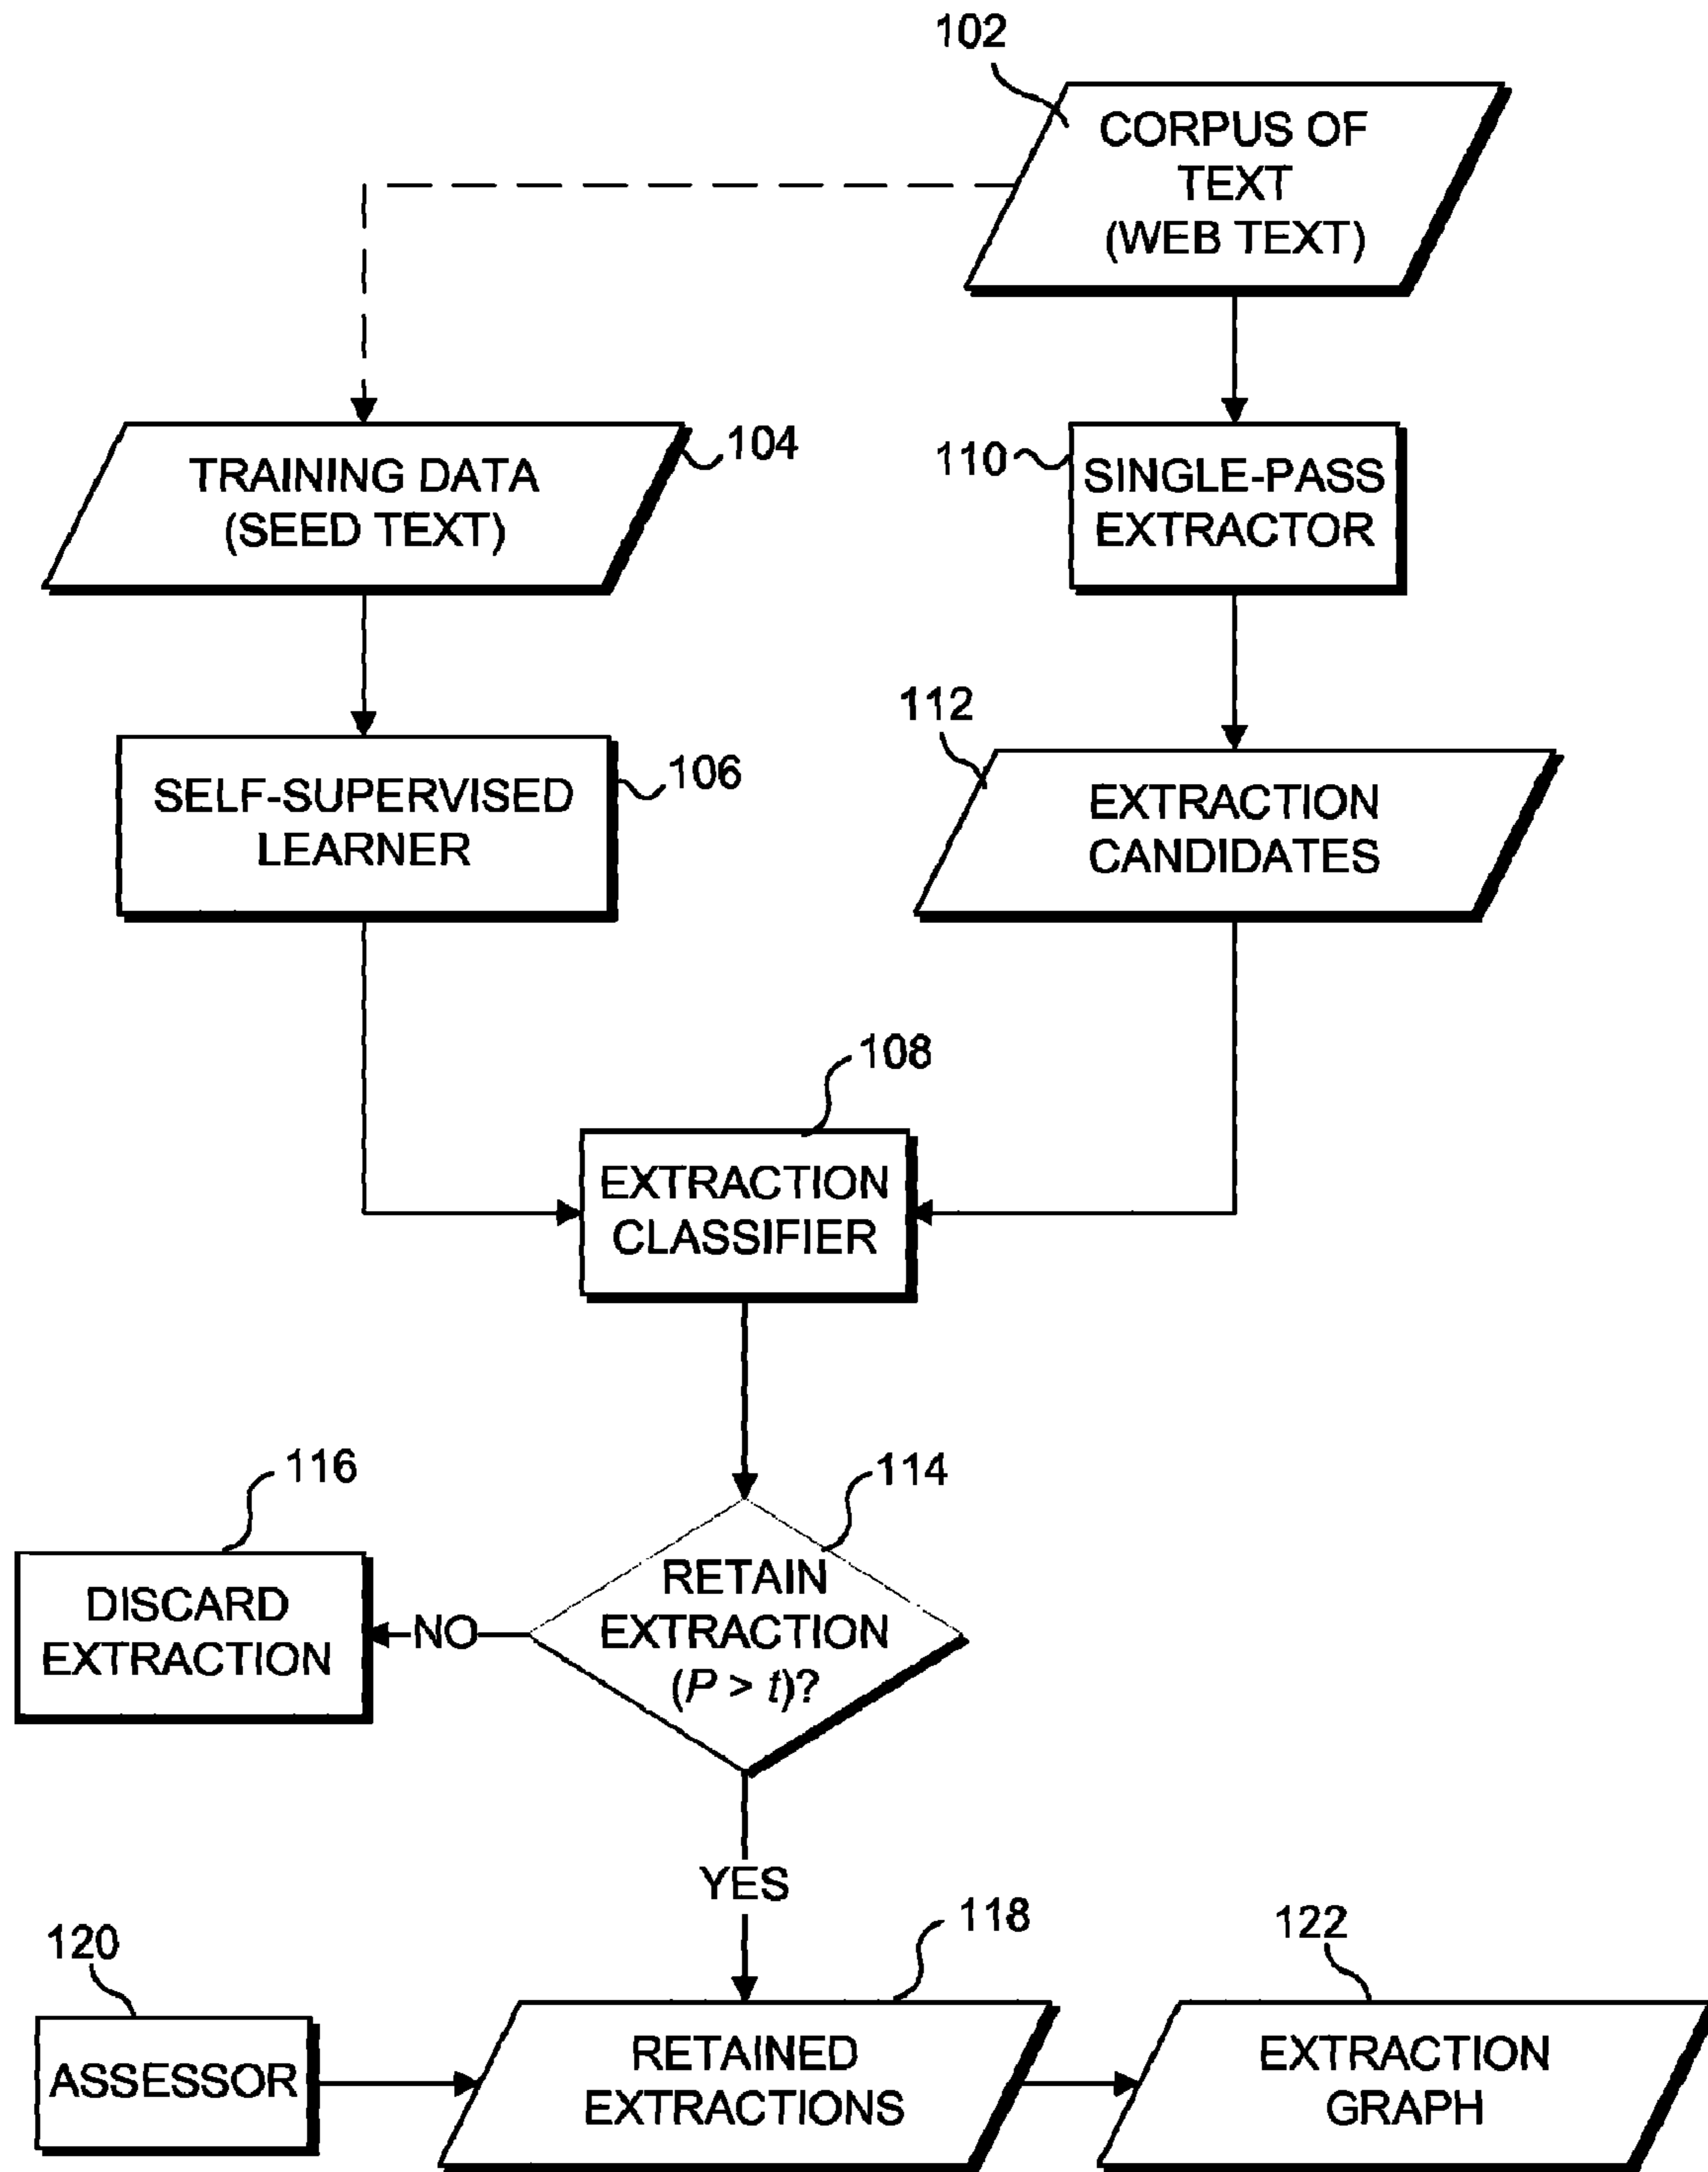 102
CORPUS OF
TEXT
(WEB TEXT)
TRAINING DATA
(SEED TEXT)
104
110
SINGLE-PASS
EXTRACTOR
SELF-SUPERVISED
LEARNER
106
112
EXTRACTION
CANDIDATES
108
EXTRACTION
CLASSIFIER
116
DISCARD
EXTRACTION
NO
114
RETAIN
EXTRACTION
(P > t)?
YES
120
ASSESSOR
118
RETAINED
EXTRACTIONS
122
EXTRACTION
GRAPH